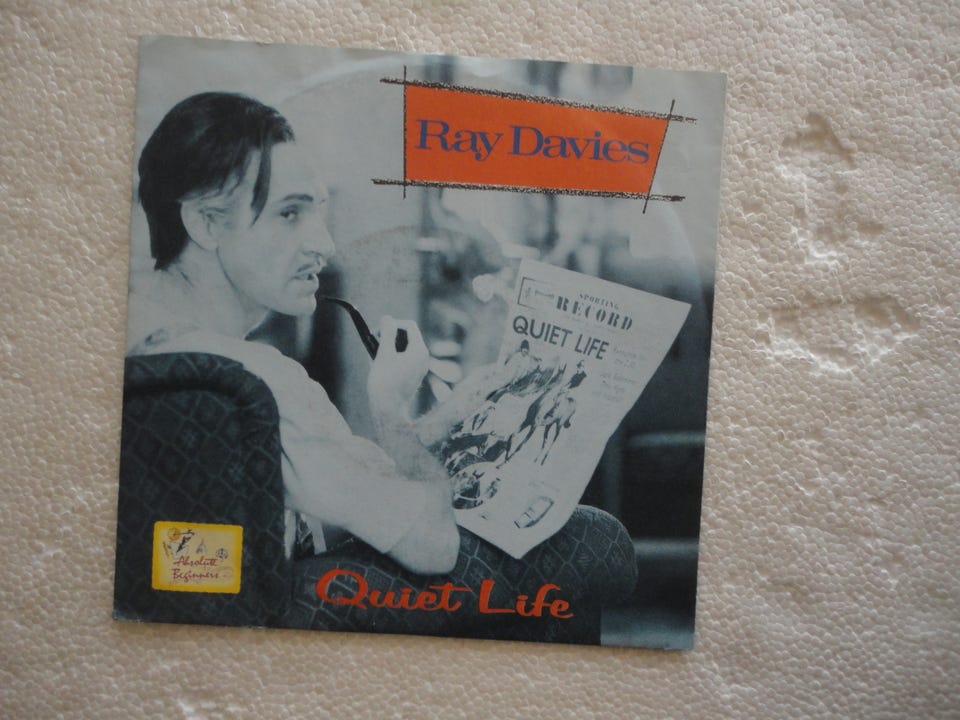 Ray Davies
SPORTING
RECORD
QUIET LIFE
Absolute
Beginners
Quiet Life